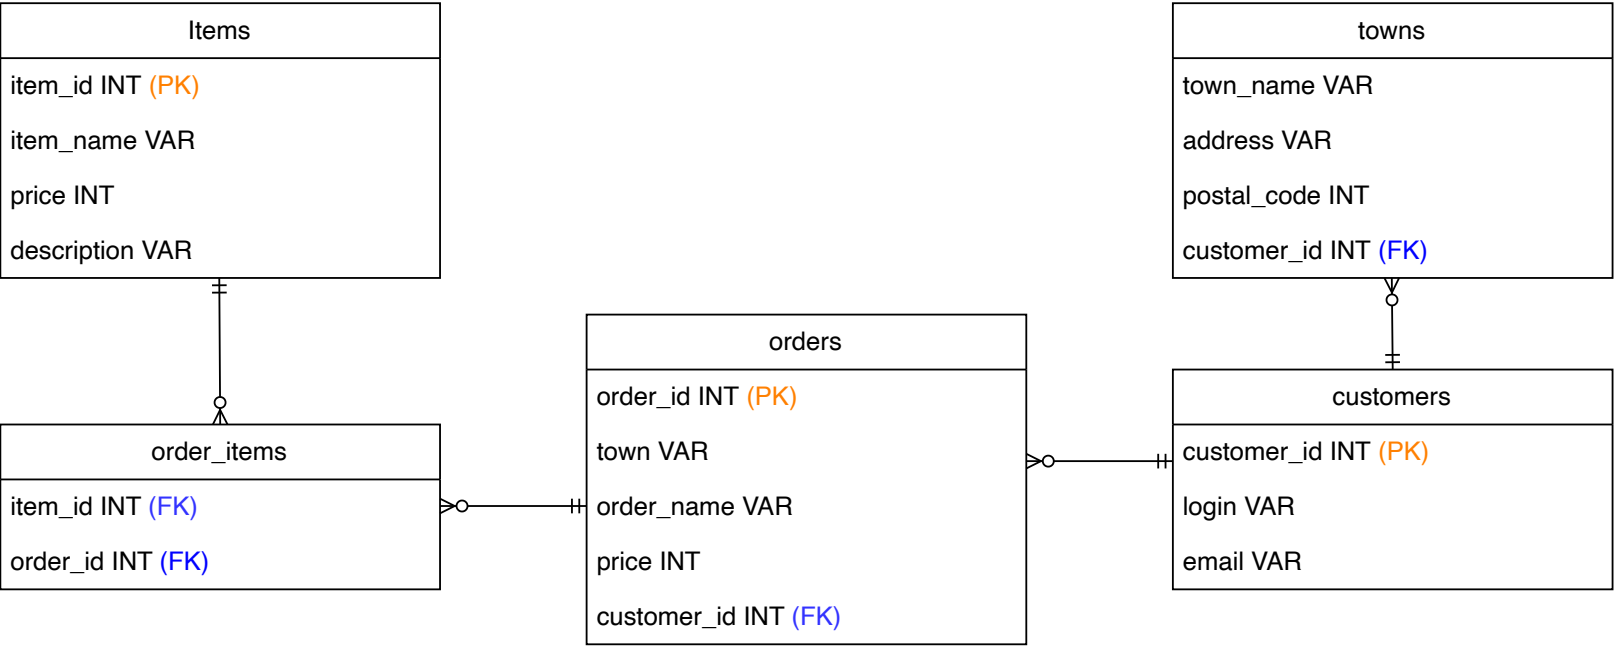 Items
item_id INT (PK)
item_name VAR
price INT
description VAR
towns
town_name VAR
address VAR
postal_code INT
customer_id INT (FK)
order_items
item_id INT (FK)
order_id INT (FK)
orders
order_id INT (PK)
town VAR
order_name VAR
price INT
customer_id INT (FK)
customers
customer_id INT (PK)
login VAR
email VAR